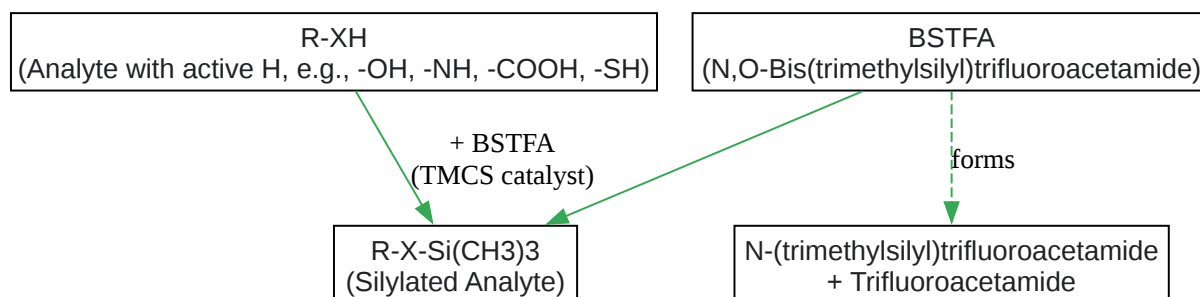 R-XH
(Analyte with active H, e.g., -OH, -NH, -COOH, -SH)
BSTFA
(N,O-Bis(trimethylsilyl)trifluoroacetamide)
+ BSTFA
(TMCS catalyst)
forms
R-X-Si(CH3)3
(Silylated Analyte)
N-(trimethylsilyl)trifluoroacetamide
+ Trifluoroacetamide